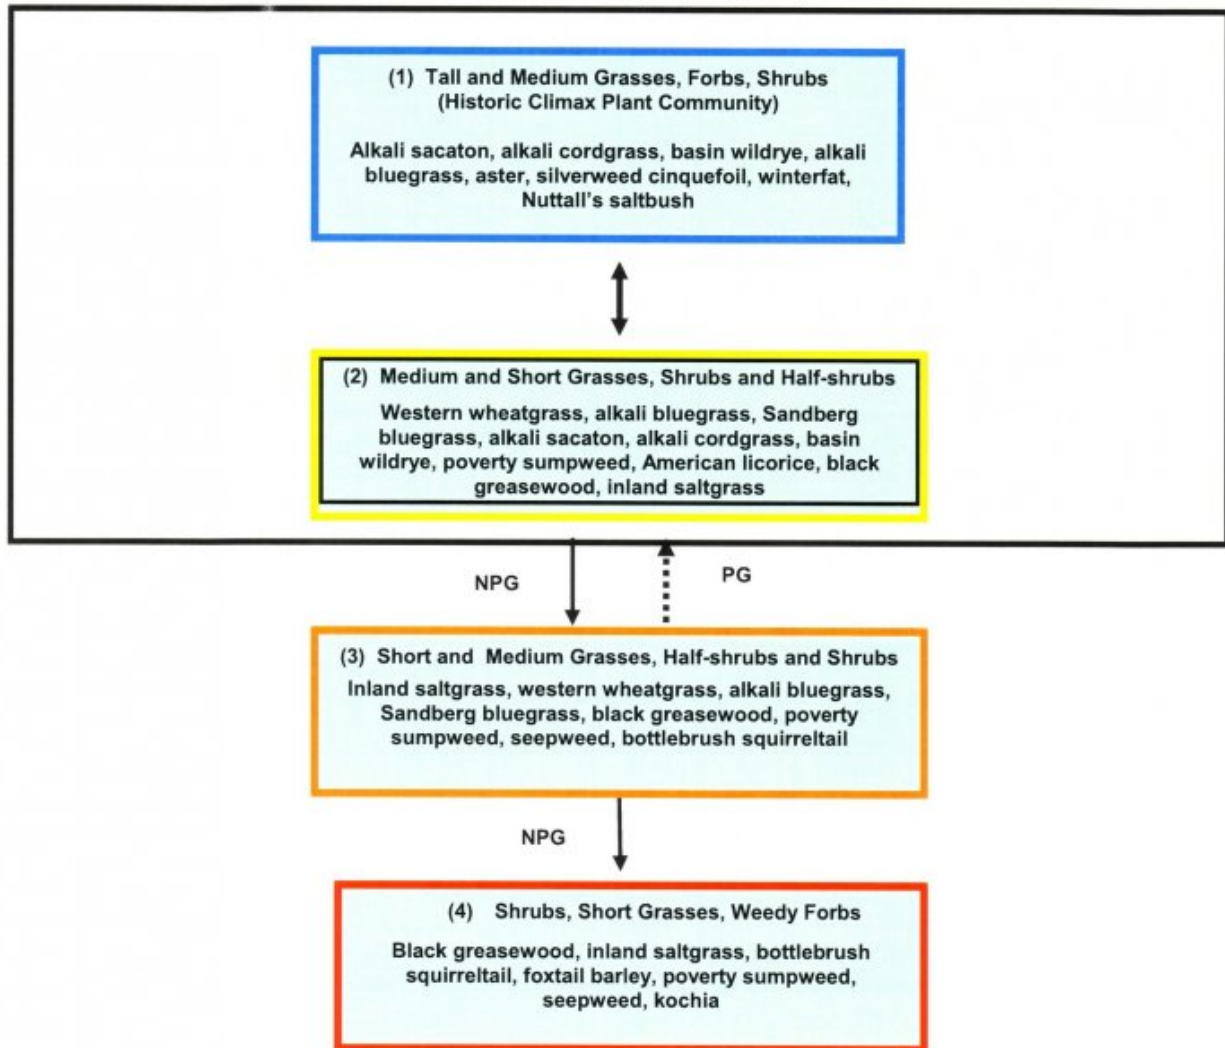 (1) Tall and Medium Grasses, Forbs, Shrubs
(Historic Climax Plant Community)
Alkali sacaton, alkali cordgrass, basin wildrye, alkali
bluegrass, aster, silverweed cinquefoil, winterfat,
Nuttall's saltbush
(2) Medium and Short Grasses, Shrubs and Half-shrubs
Western wheatgrass, alkali bluegrass, Sandberg
bluegrass, alkali sacaton, alkali cordgrass, basin
wildrye, poverty sumpweed, American licorice, black
greasewood, inland saltgrass
NPG
PG
(3) Short and Medium Grasses, Half-shrubs and Shrubs
Inland saltgrass, western wheatgrass, alkali bluegrass,
Sandberg bluegrass, black greasewood, poverty
sumpweed, seepweed, bottlebrush squirreltail
NPG
(4) Shrubs, Short Grasses, Weedy Forbs
Black greasewood, inland saltgrass, bottlebrush
squirreltail, foxtail barley, poverty sumpweed,
seepweed, kochia